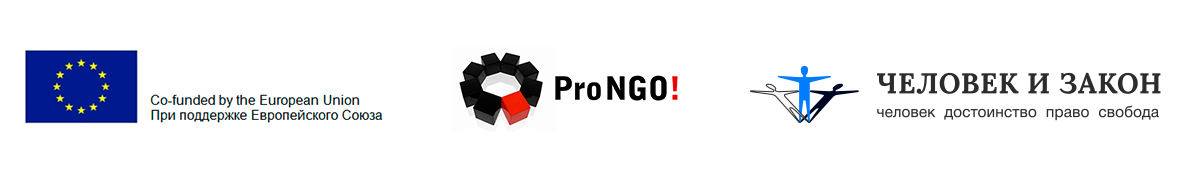 Co-funded by the European Union
При поддержке Европейского Союза
ProNGO!
ЧЕЛОВЕК И ЗАКОН
человек достоинство право свобода